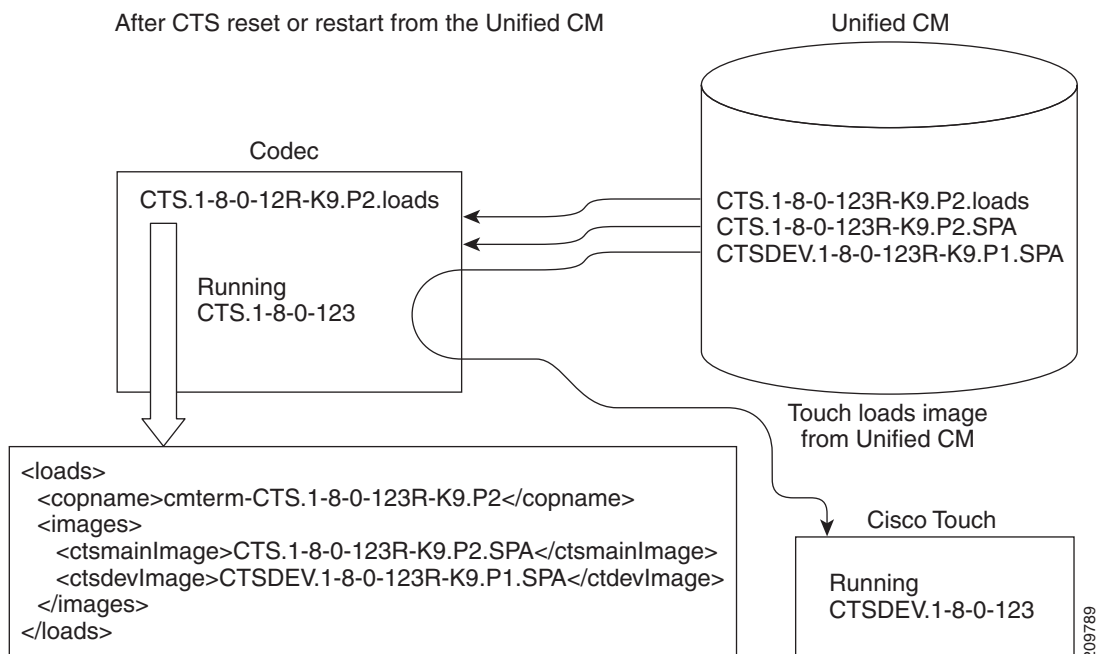 After CTS reset or restart from the Unified CM
Unified CM
Codec
CTS.1-8-0-12R-K9.P2.loads
Running
CTS.1-8-0-123
CTS.1-8-0-123R-K9.P2.loads
CTS.1-8-0-123R-K9.P2.SPA
CTSDEV.1-8-0-123R-K9.P1.SPA
Touch loads image
from Unified CM
<loads>
<copname>cmterm-CTS.1-8-0-123R-K9.P2</copname>
<images>
<ctsmainImage>CTS.1-8-0-123R-K9.P2.SPA</ctsmainImage>
<ctsdevImage>CTSDEV.1-8-0-123R-K9.P1.SPA</ctdevImage>
</images>
</loads>
Cisco Touch
Running
CTSDEV.1-8-0-123
209789